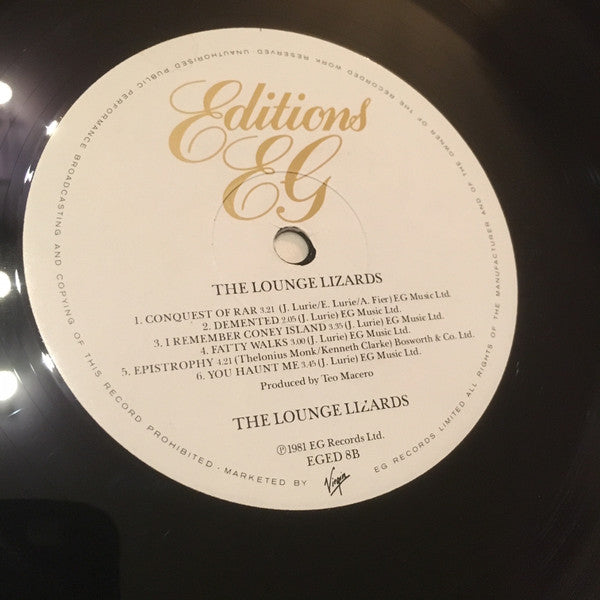 Editions
EG
THE LOUNGE LIZARDS
1. CONQUEST OF RAR 3.21 (J. Lurie/E. Lurie/A. Fier) EG Music Ltd.
2. DEMENTED 2.05 (J. Lurie) EG Music Ltd.
3. I REMEMBER CONEY ISLAND 3.35 (J. Lurie) EG Music Ltd.
4. FATTY WALKS 3.00 (J. Lurie) EG Music Ltd.
5. EPISTROPHY 4.21 (Thelonius Monk/Kenneth Clarke) Bosworth & Co. Ltd.
6. YOU HAUNT ME 3.45 (J. Lurie) EG Music Ltd.
Produced by Teo Macero
THE LOUNGE LIZARDS
℗1981 EG Records Ltd.
EGED 8B
EG RECORDS LIMITED ALL RIGHTS OF THE MANUFACTURER AND OF THE OWNER OF THE RECORDED WORK RESERVED UNAUTHORISED PUBLIC PERFORMANCE BROADCASTING AND COPYING OF THIS RECORD PROHIBITED · MARKETED BY
Virgin